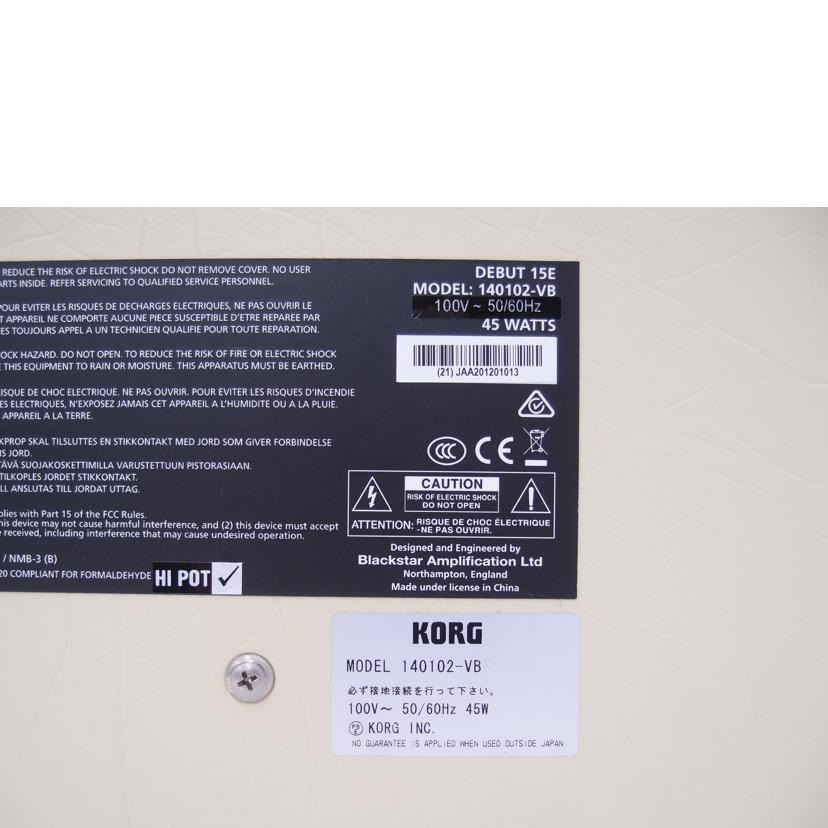 REDUCE THE RISK OF ELECTRIC SHOCK DO NOT REMOVE COVER. NO USER
ARTS INSIDE. REFER SERVICING TO QUALIFIED SERVICE PERSONNEL.
POUR EVITER LES RISQUES DE DECHARGES ELECTRIQUES, NE PAS OUVRIR LE
T APPAREIL NE COMPORTE AUCUNE PIECE SUSCEPTIBLE D'ETRE REPAREE PAR
TES TOUJOURS APPEL A UN TECHNICIEN QUALIFIE POUR TOUTE REPARATION.
OCK HAZARD. DO NOT OPEN. TO REDUCE THE RISK OF FIRE OR ELECTRIC SHOCK
E THIS EQUIPMENT TO RAIN OR MOISTURE. THIS APPARATUS MUST BE EARTHED.
ISQUE DE CHOC ELECTRIQUE. NE PAS OUVRIR. POUR EVITER LES RISQUES D'INCENDIE
ES ELECTRIQUES, N'EXPOSEZ JAMAIS CET APPAREIL A L'HUMIDITE OU A LA PLUIE.
APPAREIL A LA TERRE.
KPROP SKAL TILSLUTTES EN STIKKONTAKT MED JORD SOM GIVER FORBINDELSE
NS JORD.
TÄVÄ SUOJAKOSKETTIMILLA VARUSTETTUUN PISTORASIAAN.
TILKOPLES JORDET STIKKONTAKT.
LL ANSLUTAS TILL JORDAT UTTAG.
plies with Part 15 of the FCC Rules.
his device may not cause harmful interference, and (2) this device must accept
e received, including interference that may cause undesired operation.
/ NMB-3 (B)
20 COMPLIANT FOR FORMALDEHYDE
HI POT
DEBUT 15E
MODEL: 140102-VB
100V ~ 50/60Hz
45 WATTS
(21) JAA201201013
CCC CE
CAUTION
RISK OF ELECTRIC SHOCK
DO NOT OPEN
ATTENTION: RISQUE DE CHOC ÉLECTRIQUE
-NE PAS OUVRIR.
Designed and Engineered by
Blackstar Amplification Ltd
Northampton, England
Made under license in China
KORG
MODEL 140102-VB
必ず接地接続を行って下さい。
100V～ 50/60Hz 45W
PSE KORG INC.
NO GUARANTEE IS APPLIED WHEN USED OUTSIDE JAPAN